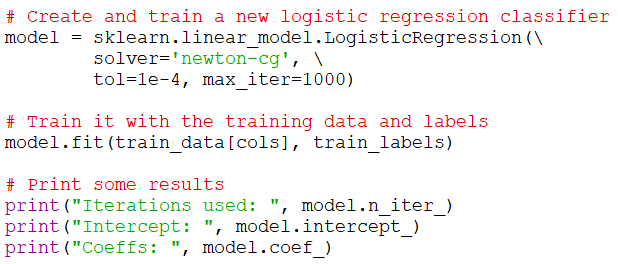 # Create and train a new logistic regression classifier
model = sklearn.linear_model.LogisticRegression(\
        solver='newton-cg', \
        tol=1e-4, max_iter=1000)

# Train it with the training data and labels
model.fit(train_data[cols], train_labels)

# Print some results
print("Iterations used: ", model.n_iter_)
print("Intercept: ", model.intercept_)
print("Coeffs: ", model.coef_)